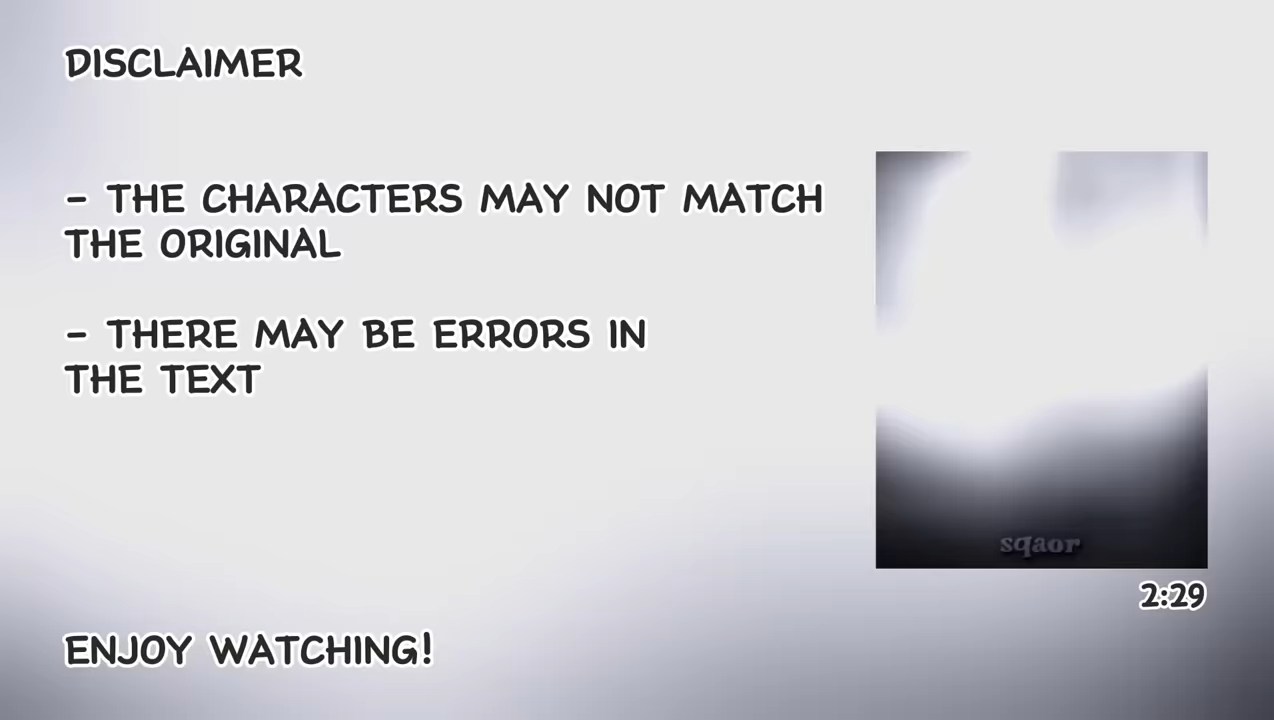 DISCLAIMER
- THE CHARACTERS MAY NOT MATCH
THE ORIGINAL
- THERE MAY BE ERRORS IN
THE TEXT
sqaor
2:29
ENJOY WATCHING!